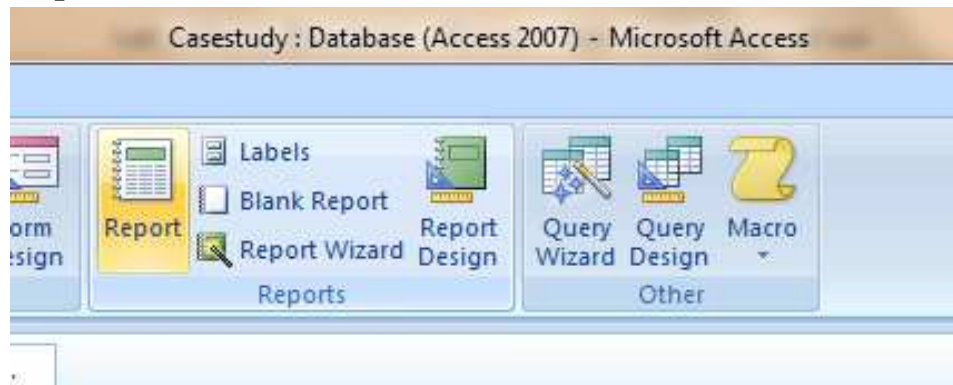 Casestudy : Database (Access 2007) - Microsoft Access
Report
Labels
Blank Report
Report Wizard
Report
Design
Query
Wizard
Query
Design
Macro
Reports
Other